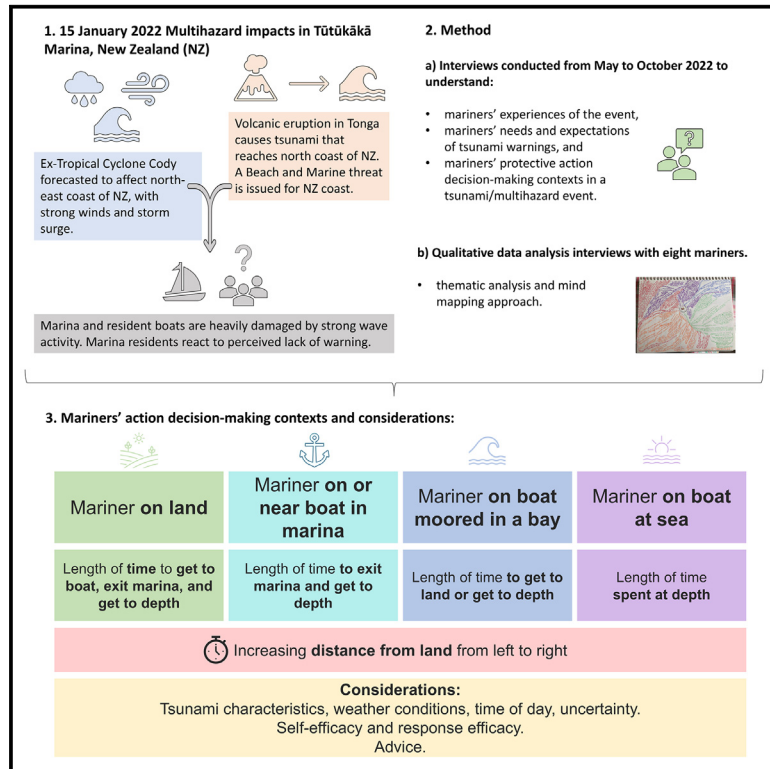 1. 15 January 2022 Multihazard impacts in Tūtūkākā
Marina, New Zealand (NZ)
Ex-Tropical Cyclone Cody
forecasted to affect north-
east coast of NZ, with
strong winds and storm
surge.
Volcanic eruption in Tonga
causes tsunami that
reaches north coast of NZ.
A Beach and Marine threat
is issued for NZ coast.
?
Marina and resident boats are heavily damaged by strong wave
activity. Marina residents react to perceived lack of warning.
2. Method
a) Interviews conducted from May to October 2022 to
understand:
• mariners' experiences of the event,
• mariners' needs and expectations
of tsunami warnings, and
• mariners' protective action
decision-making contexts in a
tsunami/multihazard event.
?
b) Qualitative data analysis interviews with eight mariners.
• thematic analysis and mind
mapping approach.
3. Mariners' action decision-making contexts and considerations:
Mariner on land
Length of time to get to
boat, exit marina, and
get to depth
Mariner on or
near boat in
marina
Length of time to exit
marina and get to
depth
Mariner on boat
moored in a bay
Length of time to get to
land or get to depth
Mariner on boat
at sea
Length of time
spent at depth
Increasing distance from land from left to right
Considerations:
Tsunami characteristics, weather conditions, time of day, uncertainty.
Self-efficacy and response efficacy.
Advice.